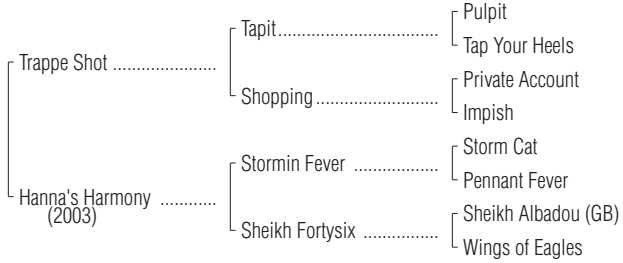 Pulpit
Tapit
Tap Your Heels
Trappe Shot
Private Account
Shopping
Impish
Storm Cat
Stormin Fever
Pennant Fever
Hanna's Harmony
(2003)
Sheikh Albadou (GB)
Sheikh Fortysix
Wings of Eagles